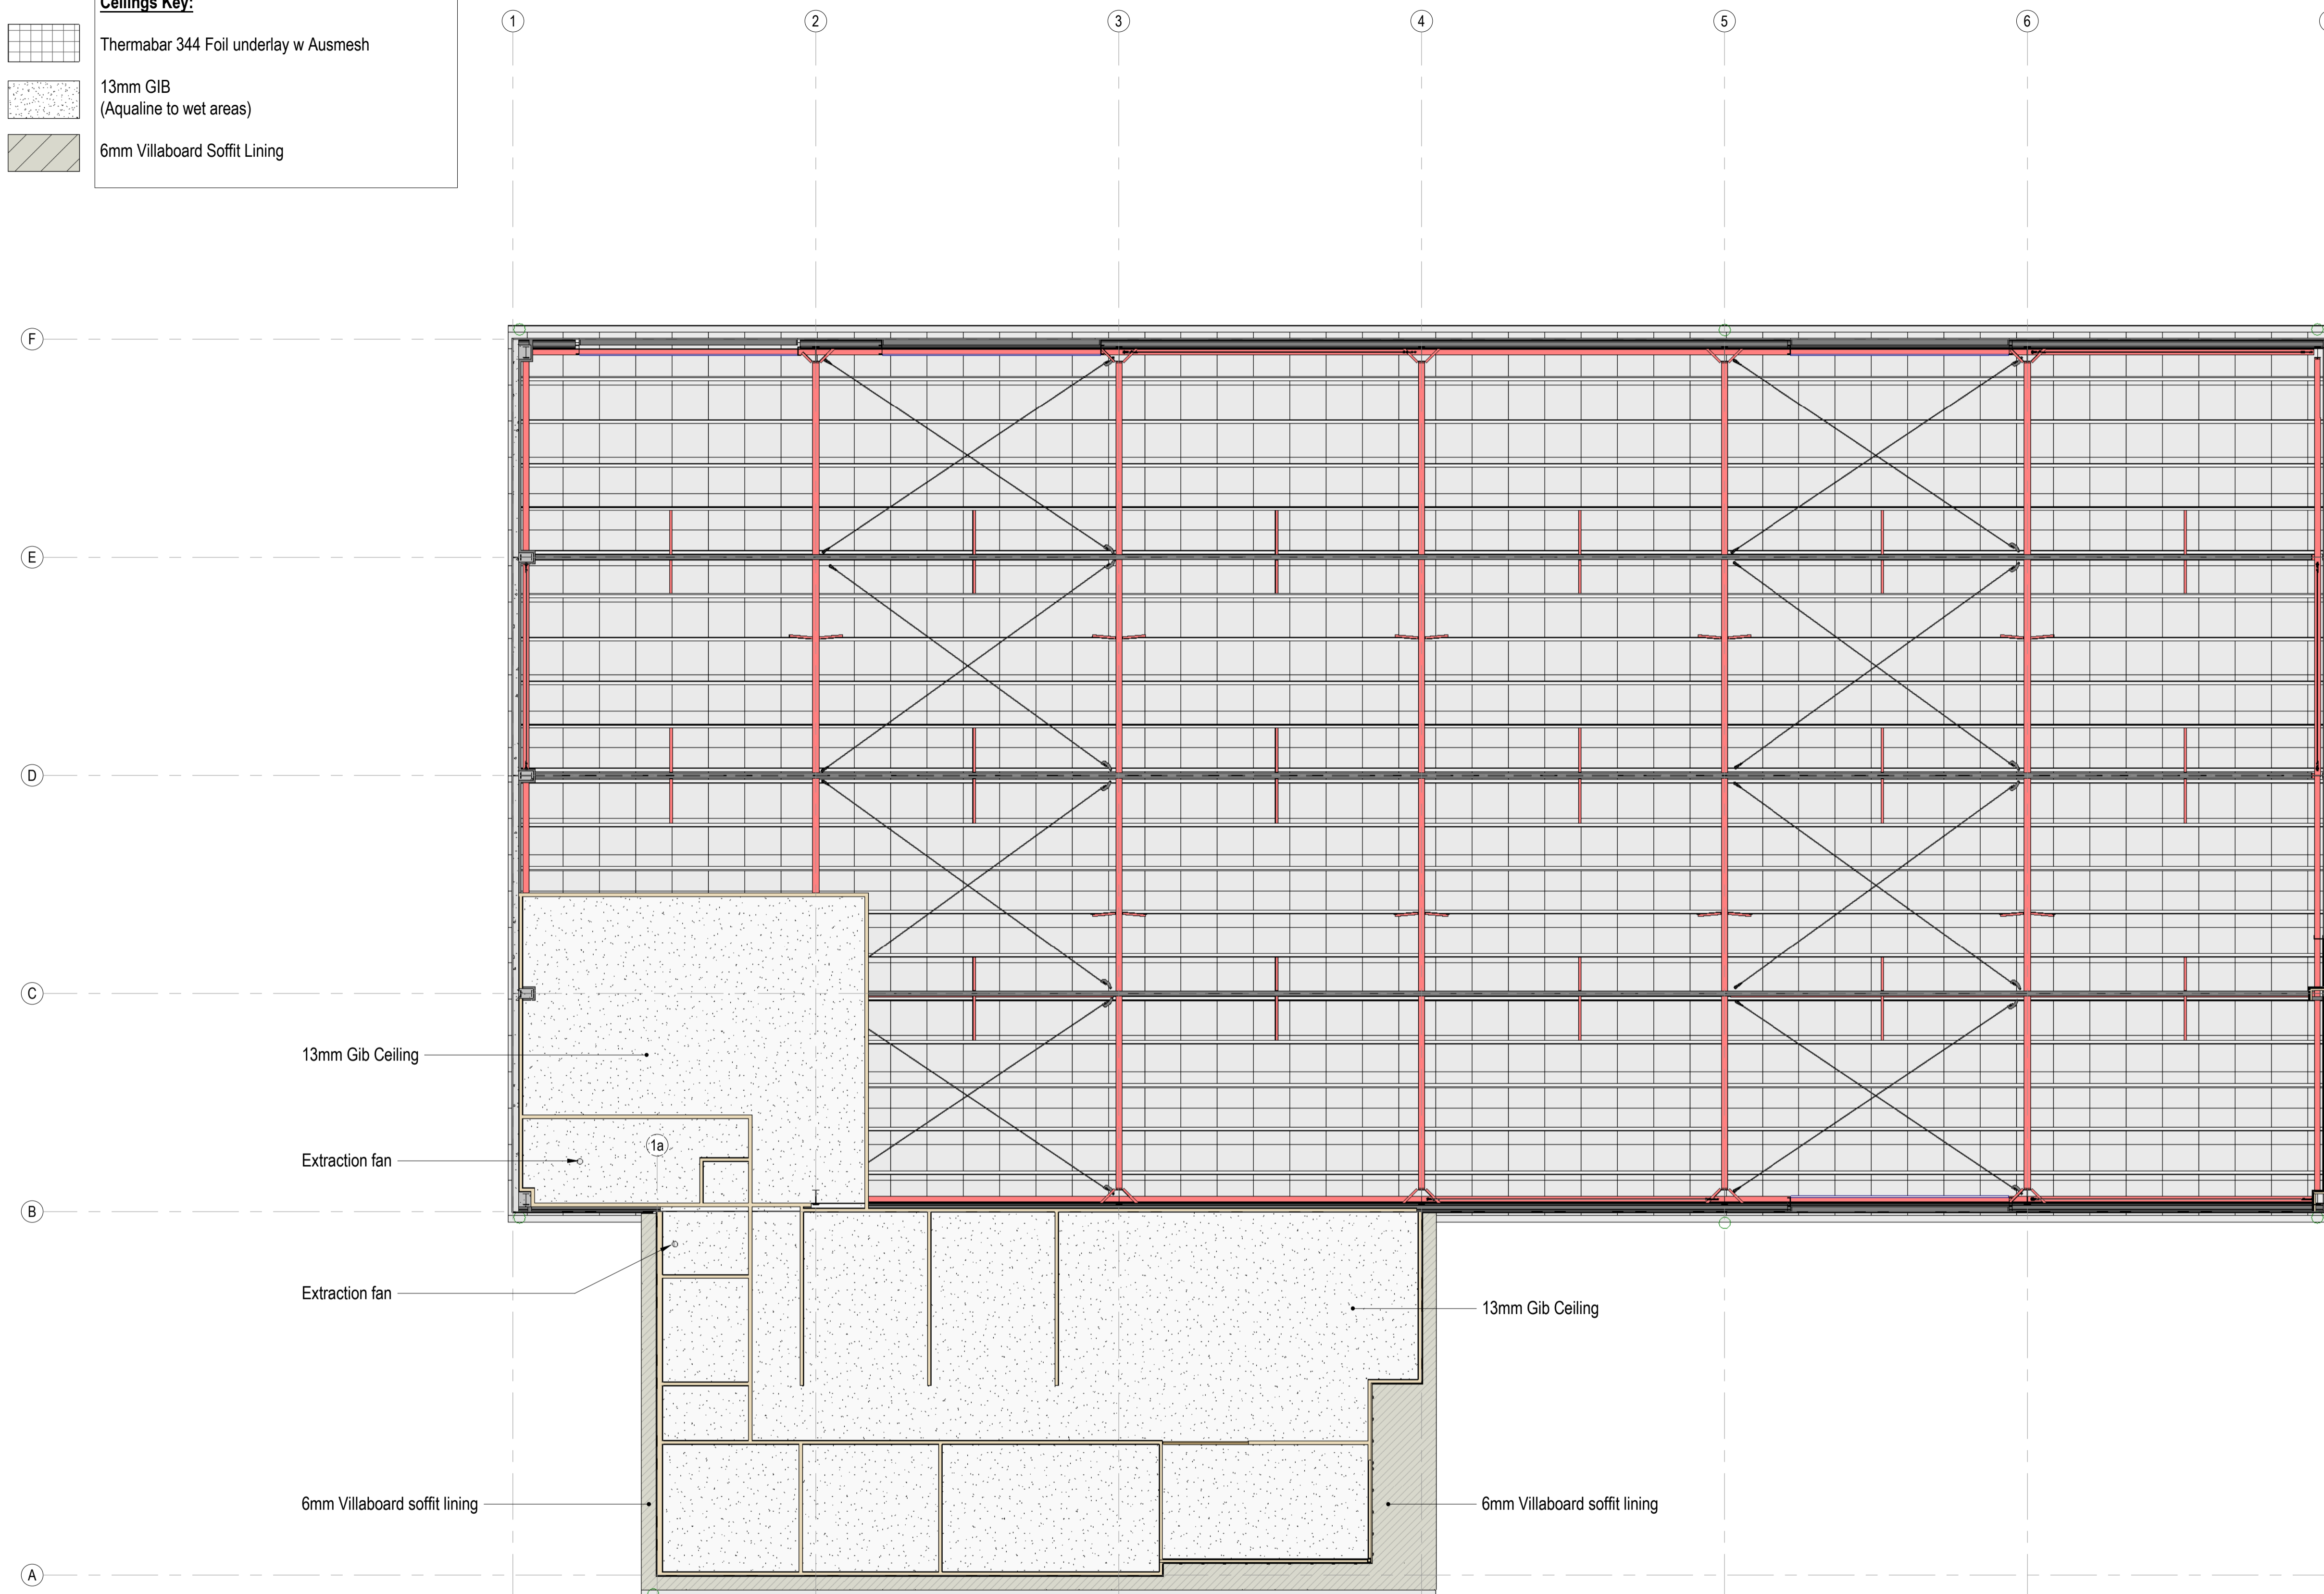 Ceilings Key:
Thermabar 344 Foil underlay w Ausmesh
13mm GIB
(Aqualine to wet areas)
6mm Villaboard Soffit Lining
1 2 3 4 5 6
F
E
D
C
13mm Gib Ceiling
1a
Extraction fan
B
Extraction fan
13mm Gib Ceiling
6mm Villaboard soffit lining
6mm Villaboard soffit lining
A